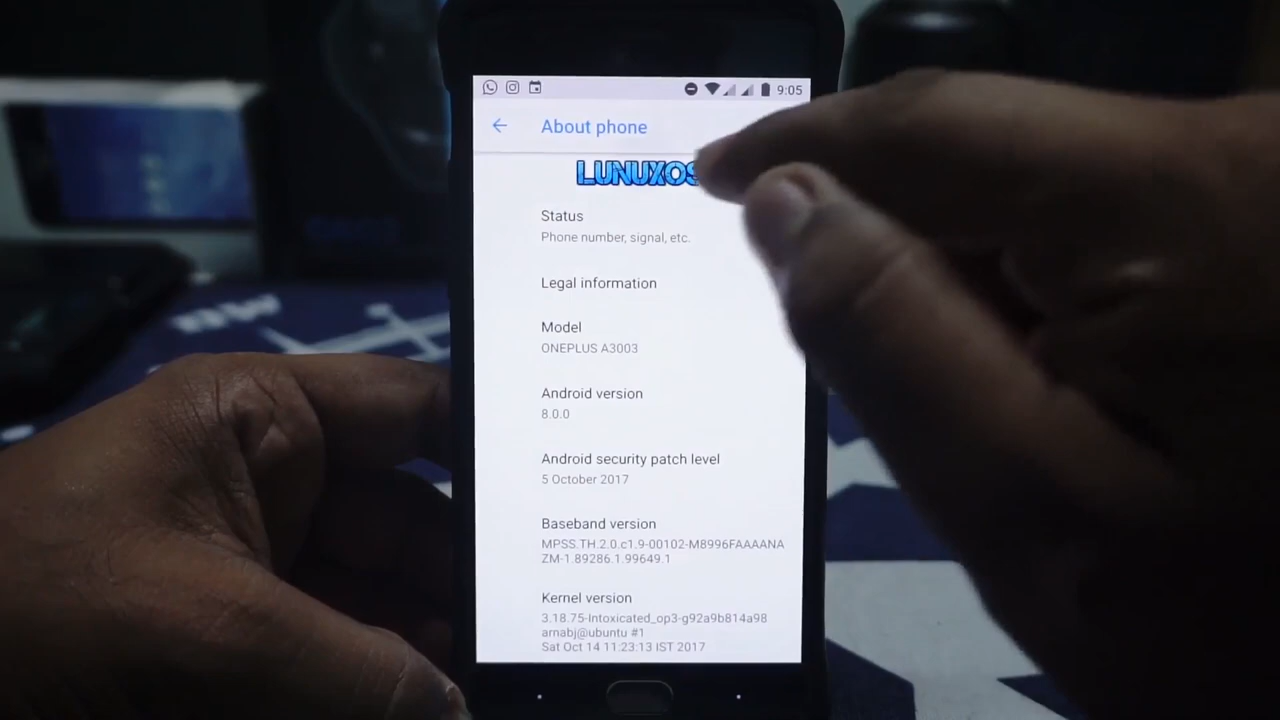 9:05
About phone
LUNUXOS
Status
Phone number, signal, etc.
Legal information
Model
ONEPLUS A3003
Android version
8.0.0
Android security patch level
5 October 2017
Baseband version
MPSS.TH.2.0.c1.9-00102-M8996FAAAANA
ZM-1.89286.1.99649.1
Kernel version
3.18.75-Intoxicated_op3-g92a9b814a98
arnabj@ubuntu #1
Sat Oct 14 11:23:13 IST 2017